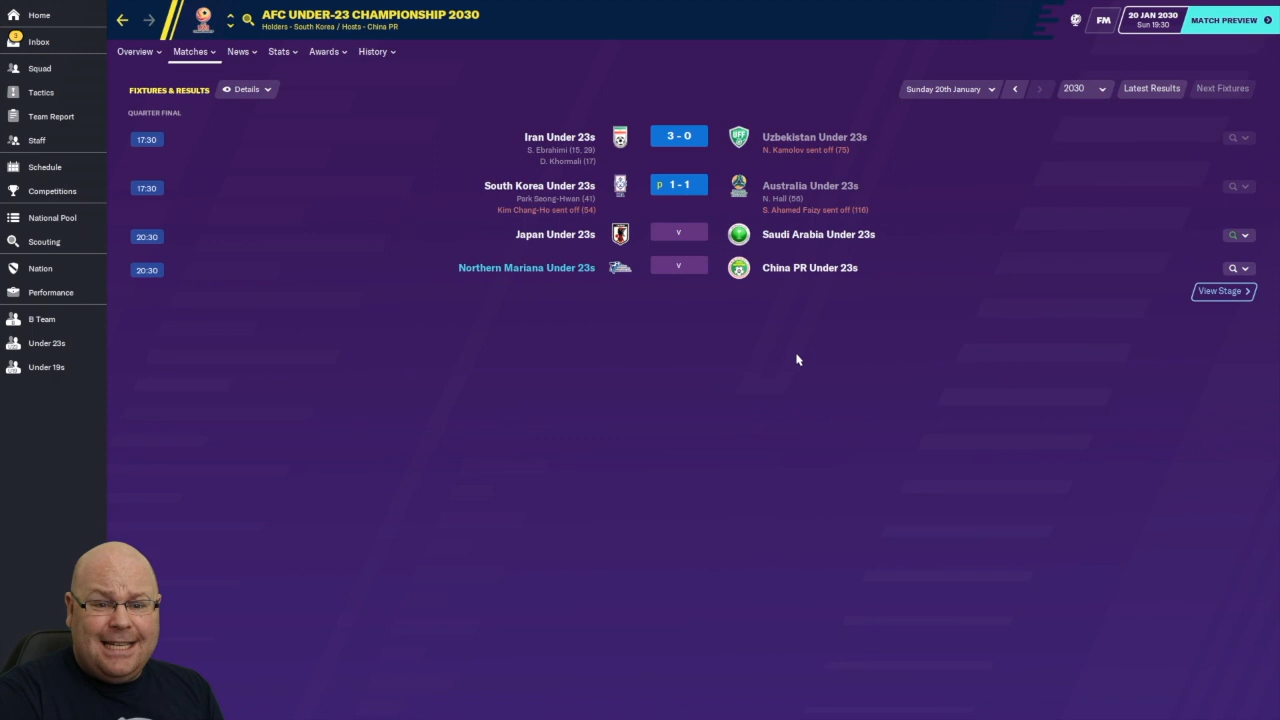 Home
AFC UNDER-23 CHAMPIONSHIP 2030
Holders - South Korea / Hosts - China PR
FM
20 JAN 2030
Sun 19:30
MATCH PREVIEW
3
Inbox
Overview
Matches
News
Stats
Awards
History
Squad
Tactics
Team Report
Staff
Schedule
Competitions
National Pool
Scouting
Nation
Performance
B Team
Under 23s
Under 19s
FIXTURES & RESULTS
Details
Sunday 20th January
2030
Latest Results
Next Fixtures
QUARTER FINAL
17:30
Iran Under 23s
3 - 0
Uzbekistan Under 23s
S. Ebrahimi (15, 29)
N. Kamolov sent off (75)
D. Khormali (17)
17:30
South Korea Under 23s
p 1 - 1
Australia Under 23s
Park Seong-Hwan (41)
N. Hall (56)
Kim Chang-Ho sent off (54)
S. Ahamed Faizy sent off (116)
20:30
Japan Under 23s
v
Saudi Arabia Under 23s
20:30
Northern Mariana Under 23s
v
China PR Under 23s
View Stage